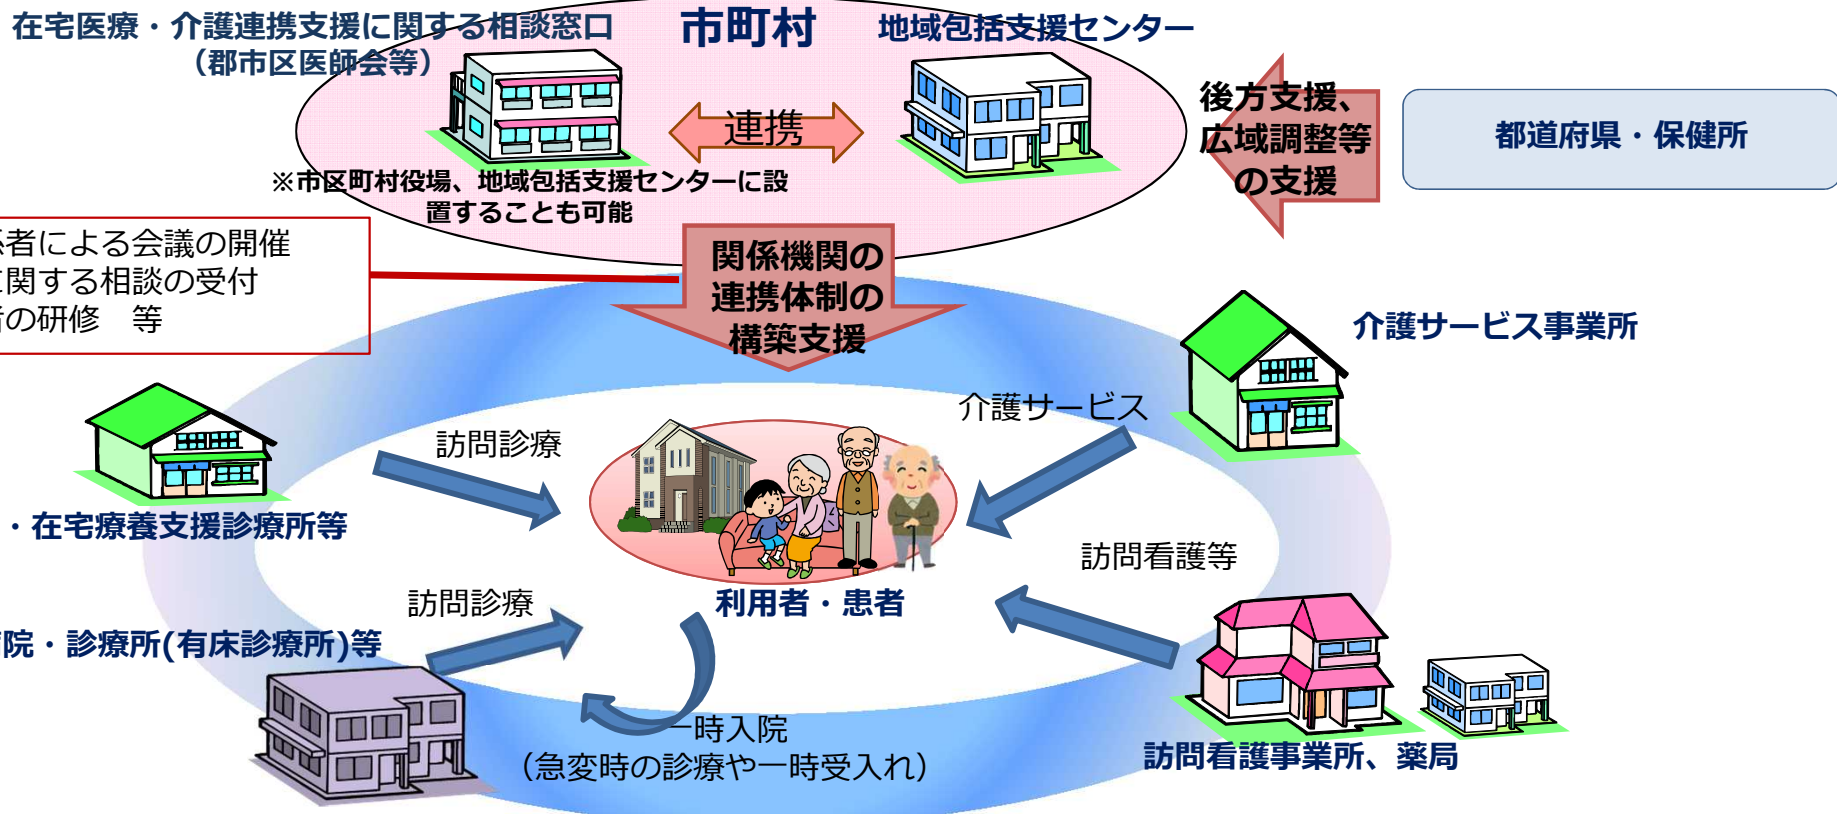 市町村
在宅医療・介護連携支援に関する相談窓口
（郡市区医師会等）
地域包括支援センター
連携
※市区町村役場、地域包括支援センターに設
置することも可能
後方支援、
広域調整等
の支援
都道府県・保健所
係者による会議の開催
に関する相談の受付
者の研修　等
関係機関の
連携体制の
構築支援
介護サービス事業所
介護サービス
訪問診療
・在宅療養支援診療所等
訪問看護等
利用者・患者
訪問診療
病院・診療所(有床診療所)等
一時入院
（急変時の診療や一時受入れ）
訪問看護事業所、薬局